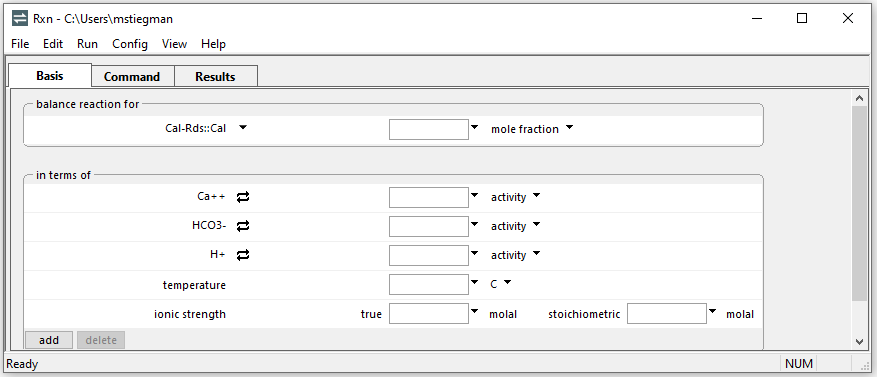 Rxn - C:\Users\mstiegman
File Edit Run Config View Help
Basis Command Results
balance reaction for
Cal-Rds::Cal mole fraction
in terms of
Ca++ activity
HCO3- activity
H+ activity
temperature C
ionic strength true molal stoichiometric molal
add delete
Ready NUM